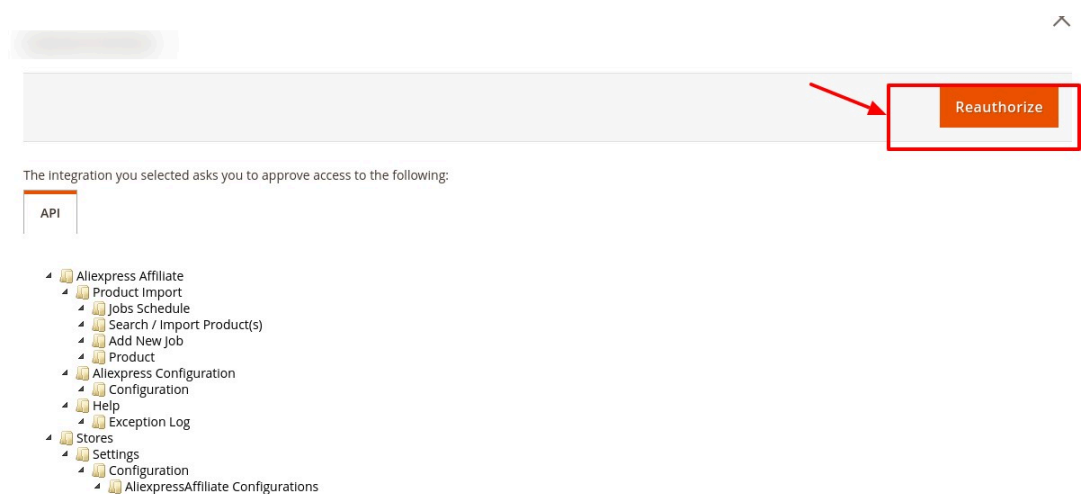 Reauthorize
The integration you selected asks you to approve access to the following:
API
Aliexpress Affiliate
Product Import
Jobs Schedule
Search / Import Product(s)
Add New Job
Product
Aliexpress Configuration
Configuration
Help
Exception Log
Stores
Settings
Configuration
AliexpressAffiliate Configurations